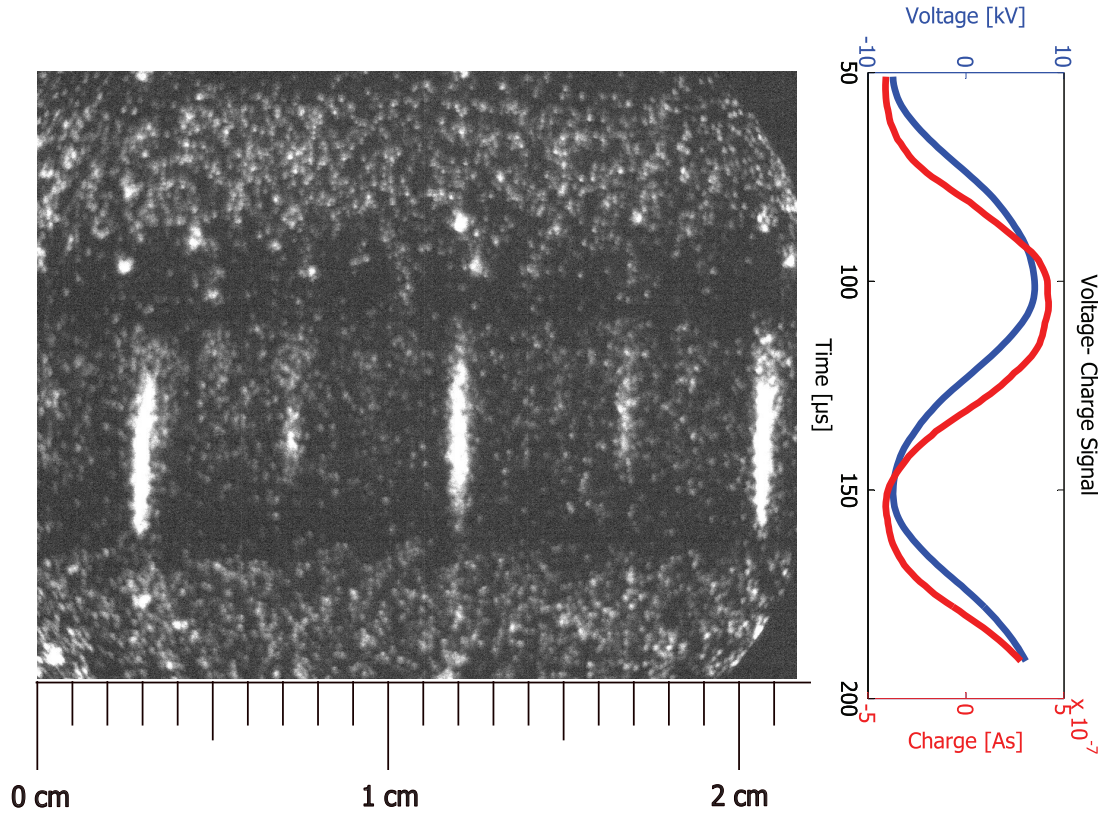 Voltage [kV]
-10 0 10
50
100
150
200
Time [µs]
Voltage- Charge Signal
-5 0 5
x 10-7
Charge [As]
0 cm 1 cm 2 cm